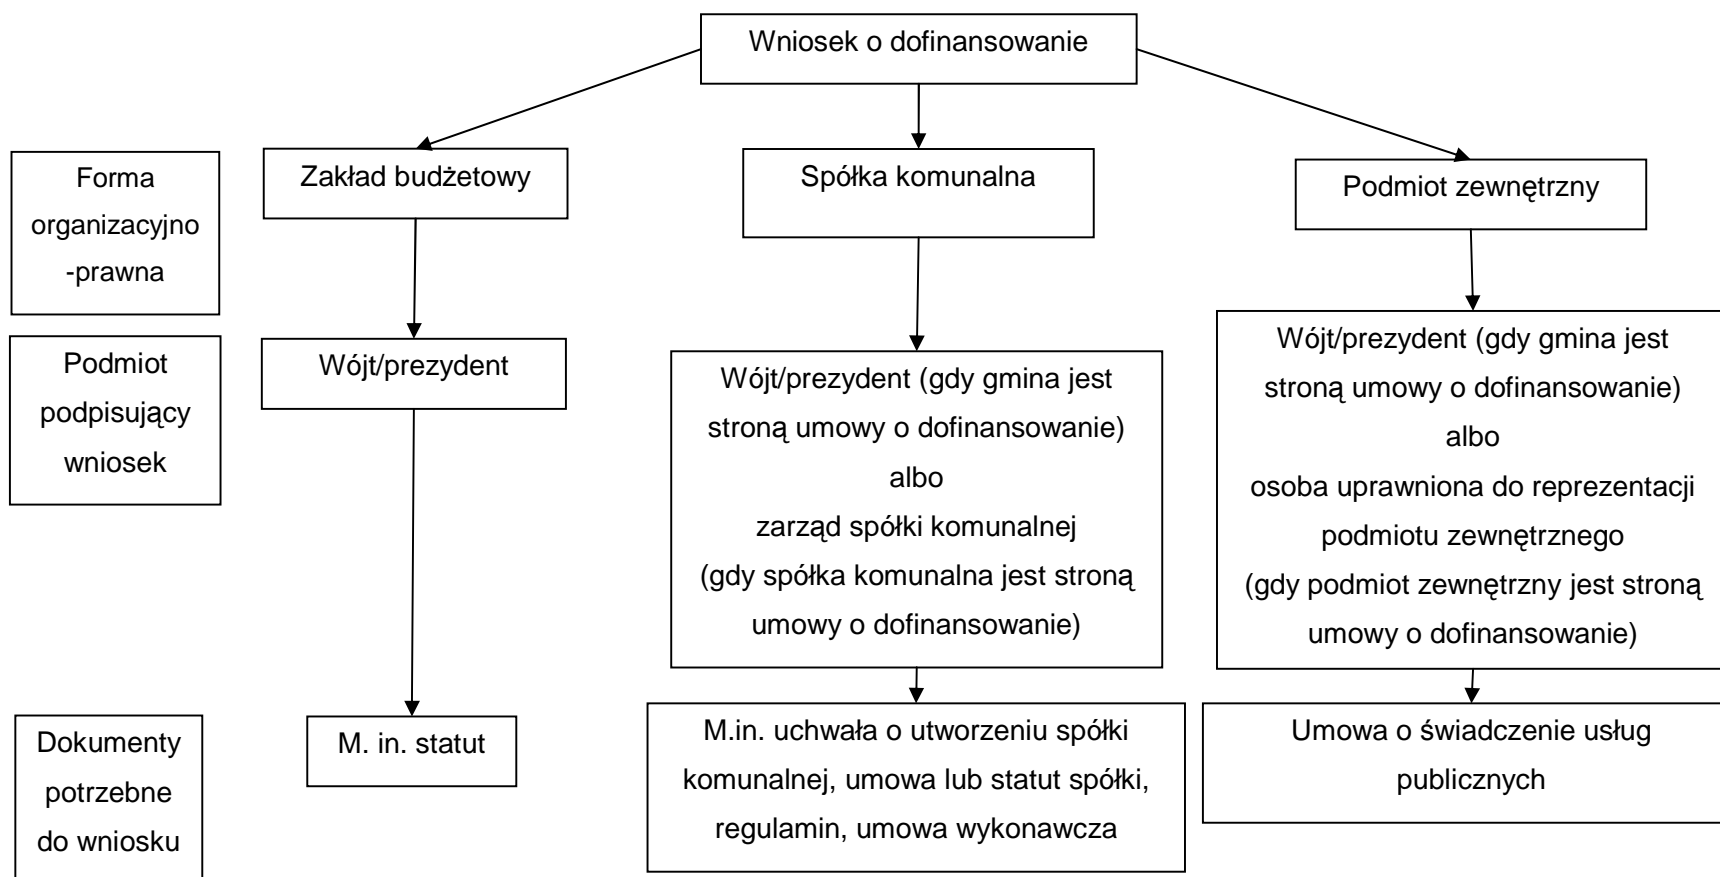 Wniosek o dofinansowanie
Forma
organizacyjno
-prawna
Zakład budżetowy
Spółka komunalna
Podmiot zewnętrzny
Podmiot
podpisujący
wniosek
Wójt/prezydent
Wójt/prezydent (gdy gmina jest
stroną umowy o dofinansowanie)
albo
zarząd spółki komunalnej
(gdy spółka komunalna jest stroną
umowy o dofinansowanie)
Wójt/prezydent (gdy gmina jest
stroną umowy o dofinansowanie)
albo
osoba uprawniona do reprezentacji
podmiotu zewnętrznego
(gdy podmiot zewnętrzny jest stroną
umowy o dofinansowanie)
Dokumenty
potrzebne
do wniosku
M. in. statut
M.in. uchwała o utworzeniu spółki
komunalnej, umowa lub statut spółki,
regulamin, umowa wykonawcza
Umowa o świadczenie usług
publicznych